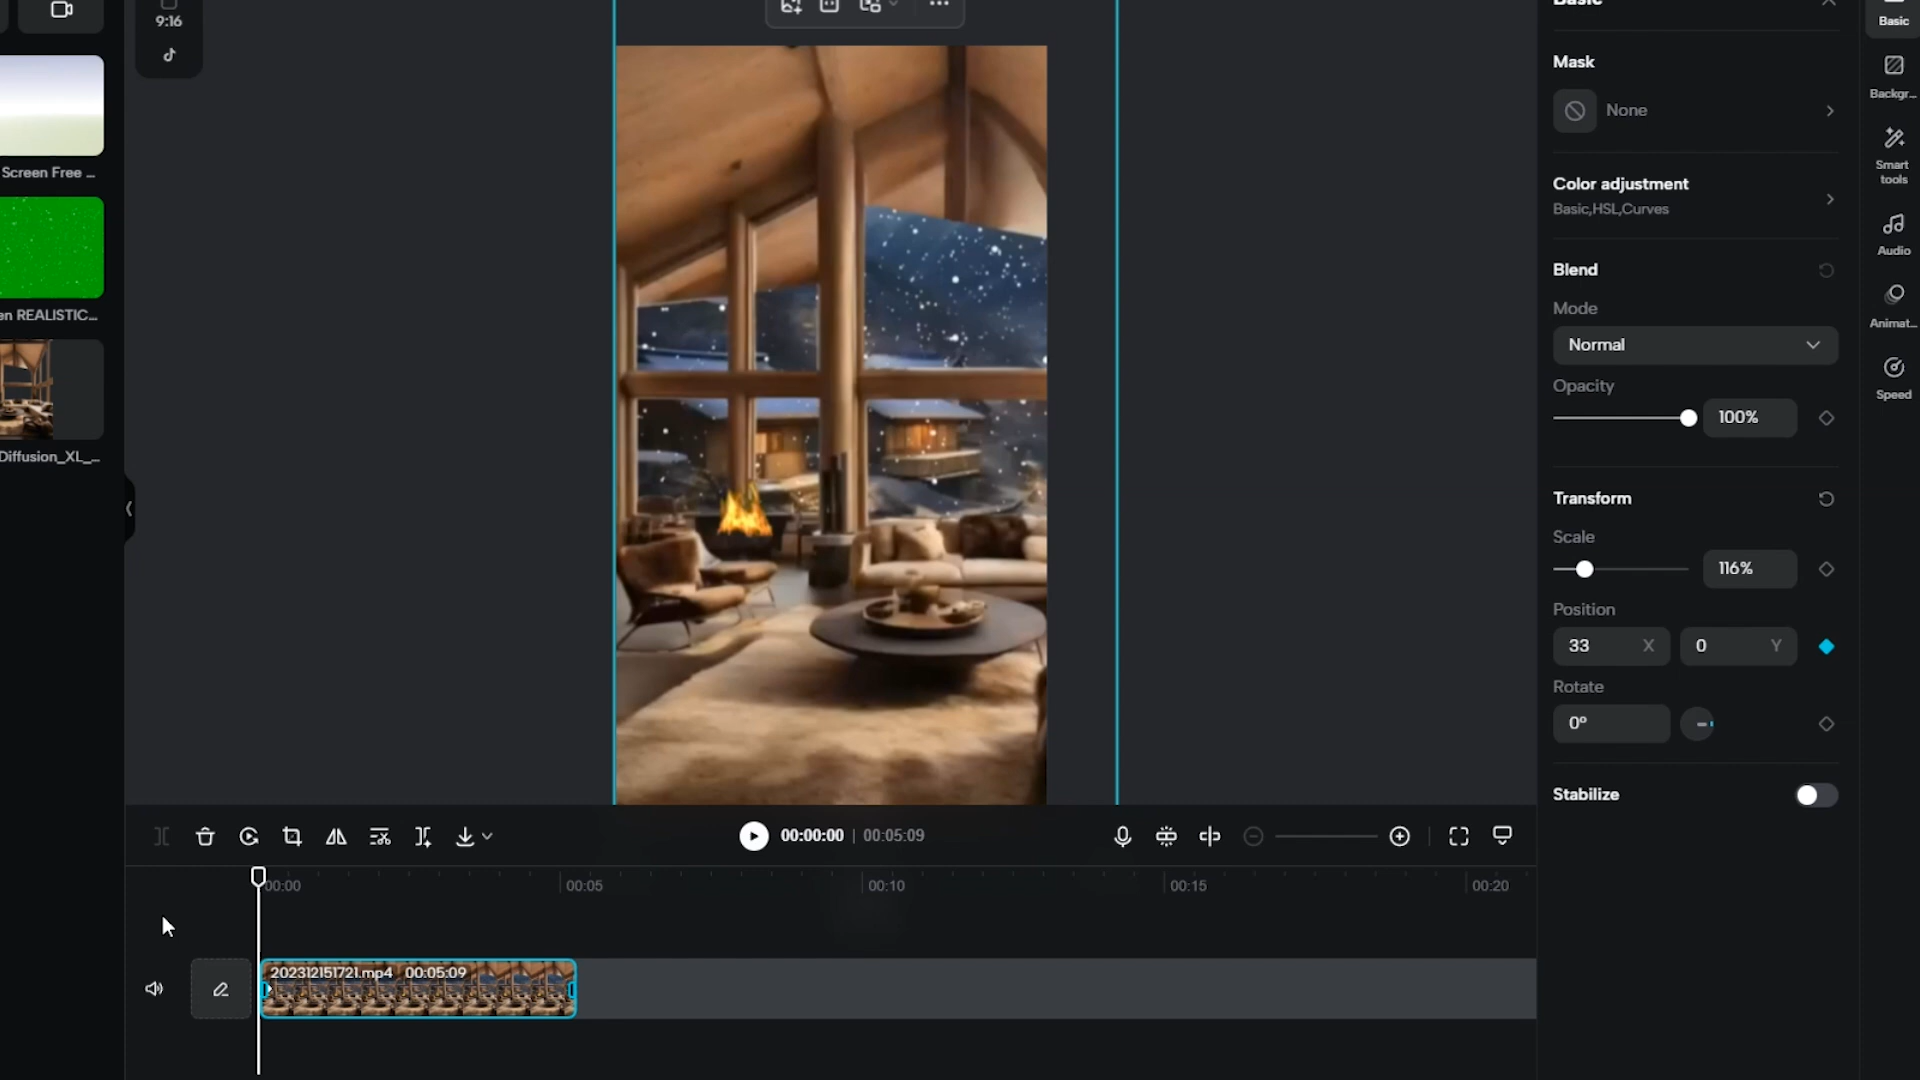 9:16
Screen Free ...
en REALISTIC...
Diffusion_XL_...
Basic
Mask
None
Color adjustment
Basic,HSL,Curves
Blend
Mode
Normal
Opacity
100%
Transform
Scale
116%
Position
33 X 0 Y
Rotate
0°
Stabilize
Basic
Backgr...
Smart
tools
Audio
Animat...
Speed
00:00:00 | 00:05:09
00:00 00:05 00:10 00:15 00:20
202312151721.mp4 00:05:09